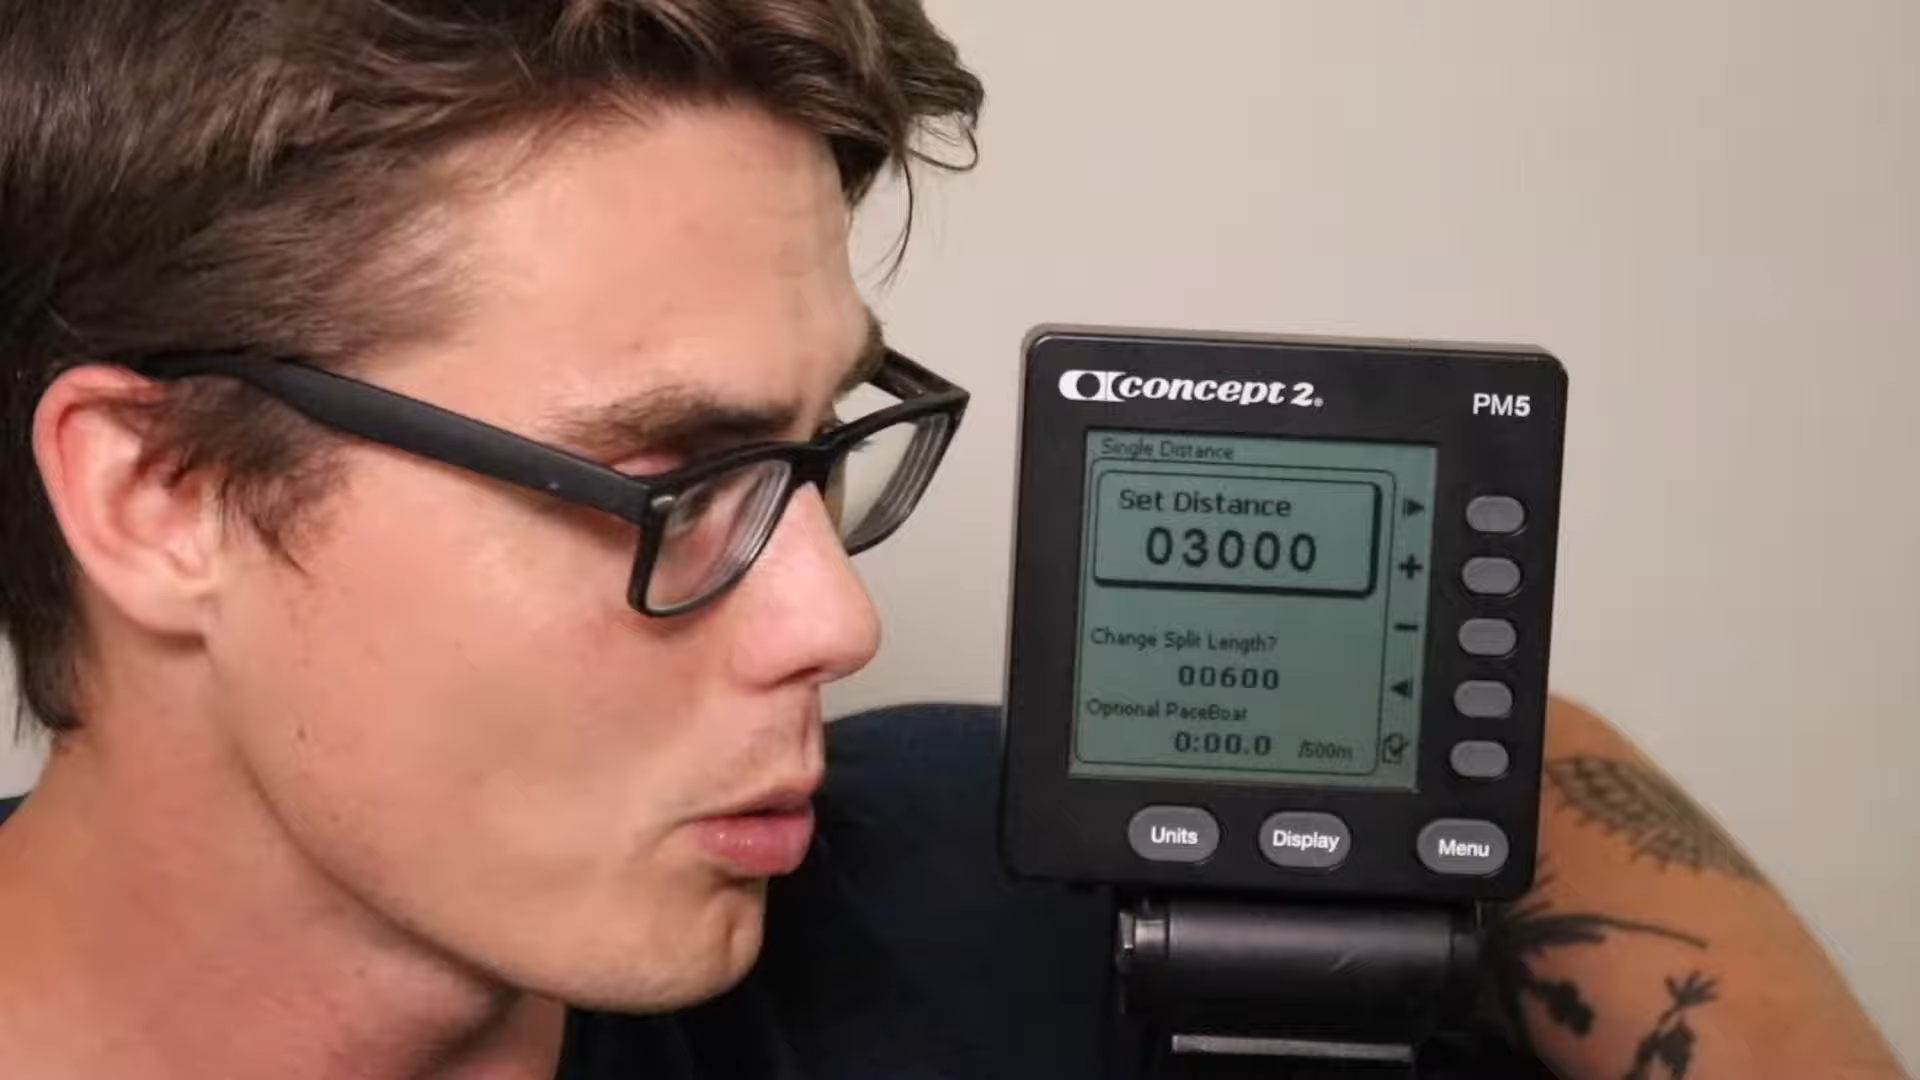 concept 2®
PM5
Single Distance
Set Distance
03000
Change Split Length?
00600
Optional PaceBoat
0:00.0 /500m
Units
Display
Menu